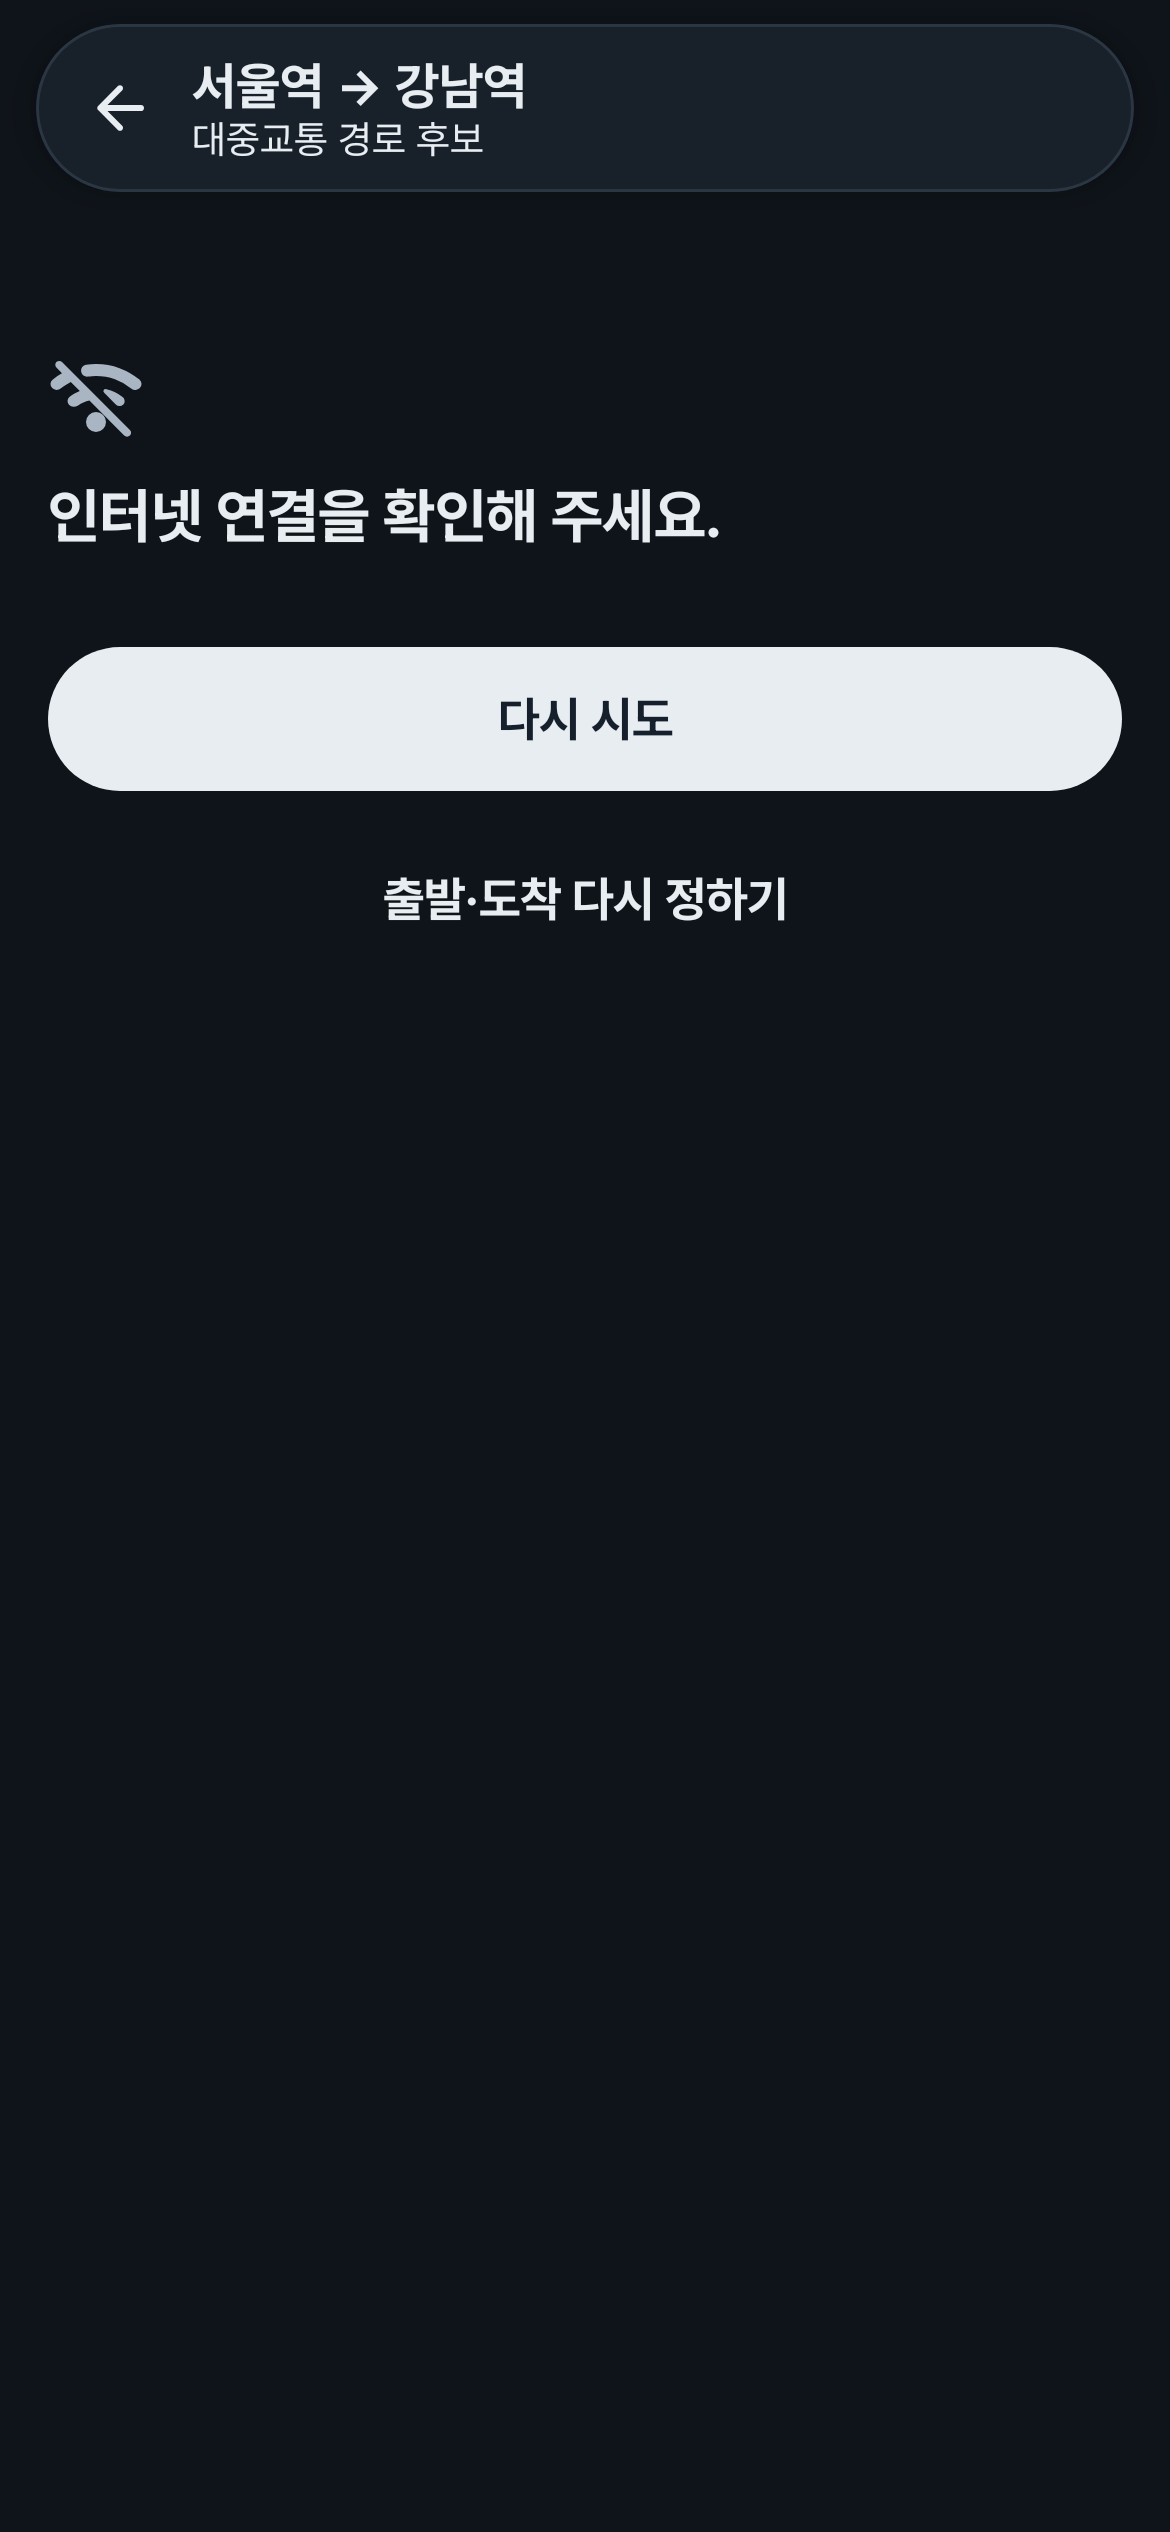 서울역 → 강남역
대중교통 경로 후보
인터넷 연결을 확인해 주세요.
다시 시도
출발·도착 다시 정하기